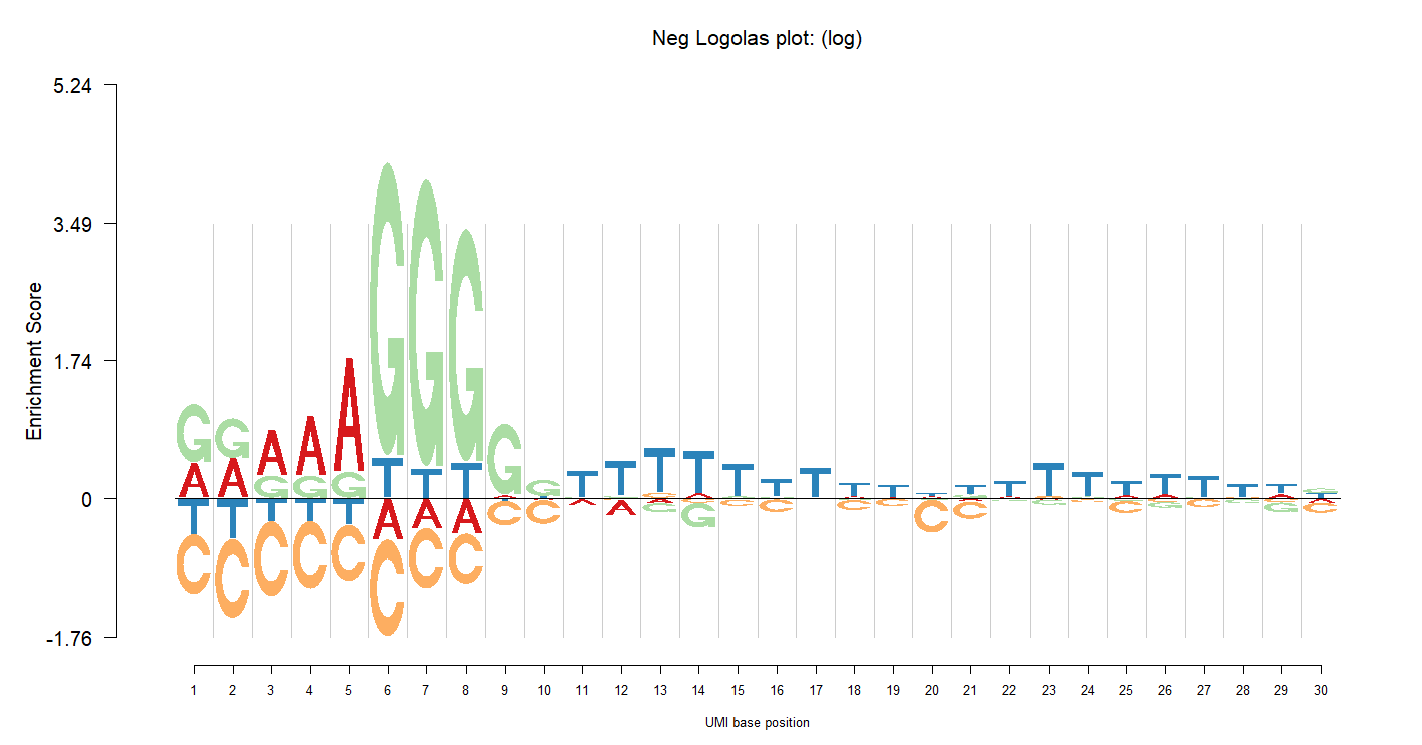 Neg Logolas plot: (log)
5.24
3.49
1.74
0
-1.76
Enrichment Score
1 2 3 4 5 6 7 8 9 10 11 12 13 14 15 16 17 18 19 20 21 22 23 24 25 26 27 28 29 30
UMI base position